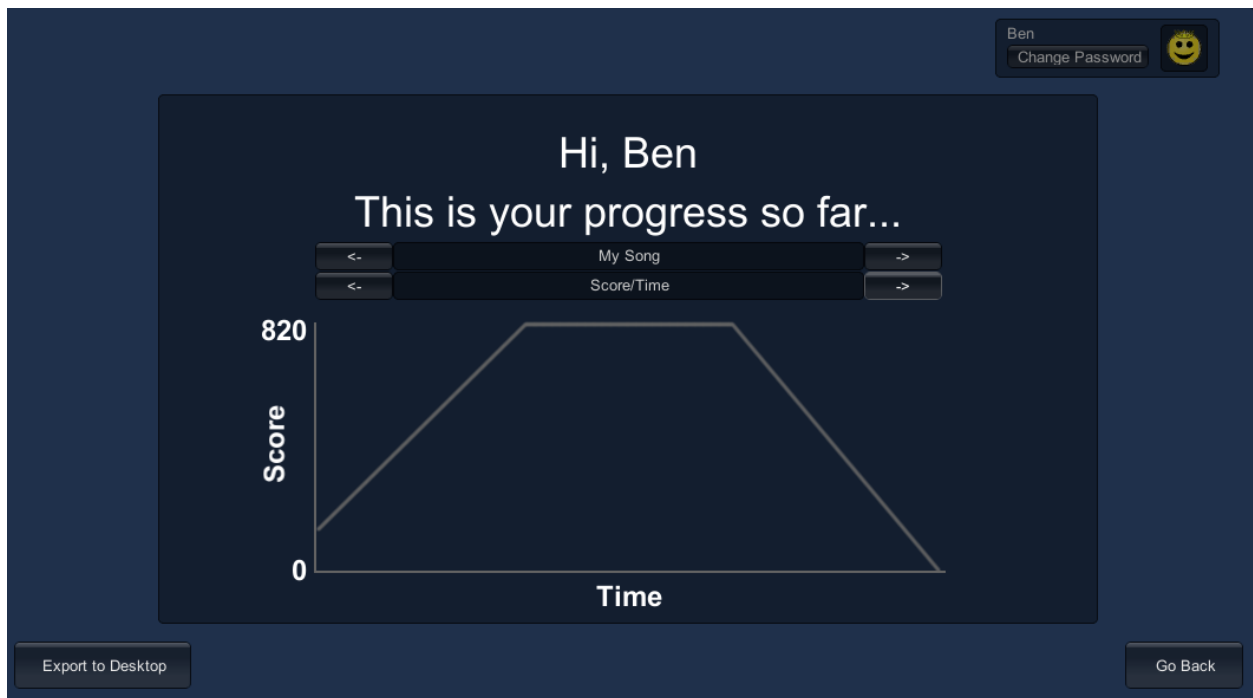 Ben
Change Password
Hi, Ben
This is your progress so far...
<- My Song ->
<- Score/Time ->
820
Score
0
Time
Export to Desktop
Go Back